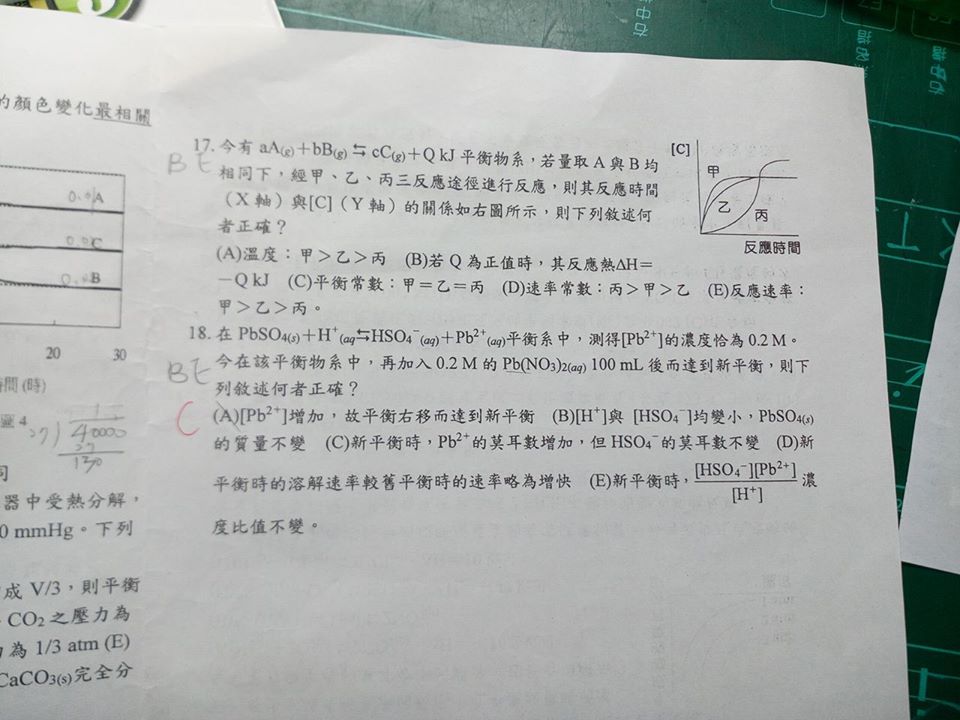 的顏色變化最相關
0.01A
0.0C
0.0B
20 30
時間(時)
圖 4
27)40000
27
130
司
器中受熱分解，
0 mmHg。下列
成 V/3，則平衡
CO₂之壓力為
為 1/3 atm (E)
CaCO₃(s)完全分
BE
17. 今有 aA(g)＋bB(g) ⇆ cC(g)＋Q kJ 平衡物系，若量取 A 與 B 均
相同下，經甲、乙、丙三反應途徑進行反應，則其反應時間
（X 軸）與[C]（Y 軸）的關係如右圖所示，則下列敘述何
者正確？
(A)溫度：甲＞乙＞丙 (B)若 Q 為正值時，其反應熱ΔH＝
－Q kJ (C)平衡常數：甲＝乙＝丙 (D)速率常數：丙＞甲＞乙 (E)反應速率：
甲＞乙＞丙。
[C]
甲
乙
丙
反應時間
BE
C
18. 在 PbSO₄(s)＋H⁺(aq)⇆HSO₄⁻(aq)＋Pb²⁺(aq)平衡系中，測得[Pb²⁺]的濃度恰為 0.2 M。
今在該平衡物系中，再加入 0.2 M 的 Pb(NO₃)₂(aq) 100 mL 後而達到新平衡，則下
列敘述何者正確？
(A)[Pb²⁺]增加，故平衡右移而達到新平衡 (B)[H⁺]與 [HSO₄⁻]均變小，PbSO₄(s)
的質量不變 (C)新平衡時，Pb²⁺的莫耳數增加，但 HSO₄⁻的莫耳數不變 (D)新
平衡時的溶解速率較舊平衡時的速率略為增快 (E)新平衡時，[HSO₄⁻][Pb²⁺]/[H⁺] 濃
度比值不變。